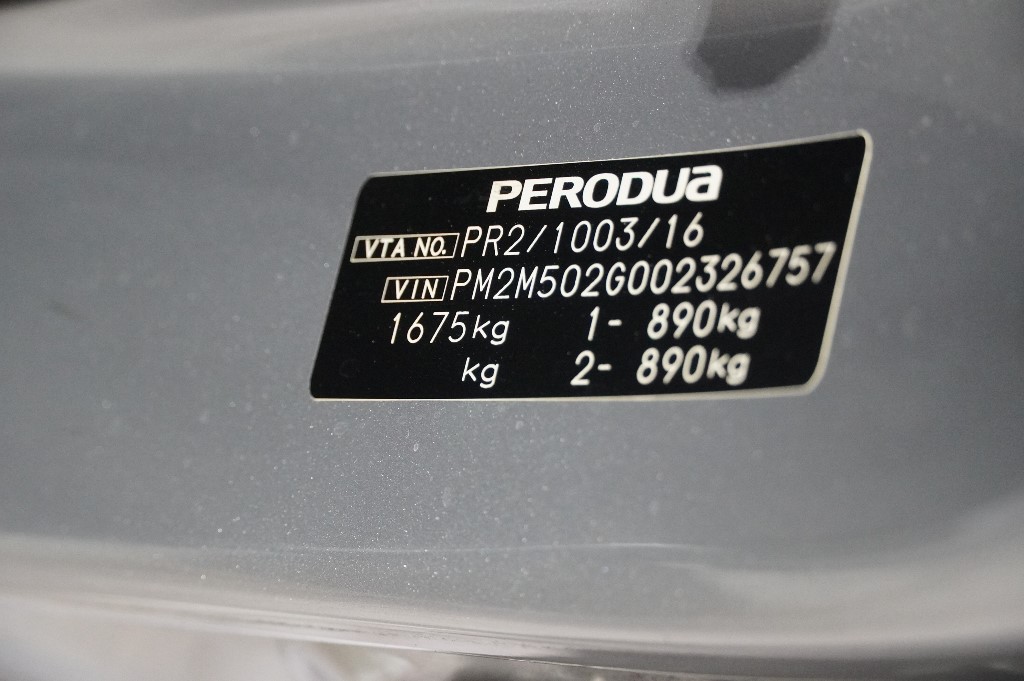 PERODUa
VTA NO. PR2/1003/16
VIN PM2M502G002326757
1675kg 1- 890kg
kg 2- 890kg